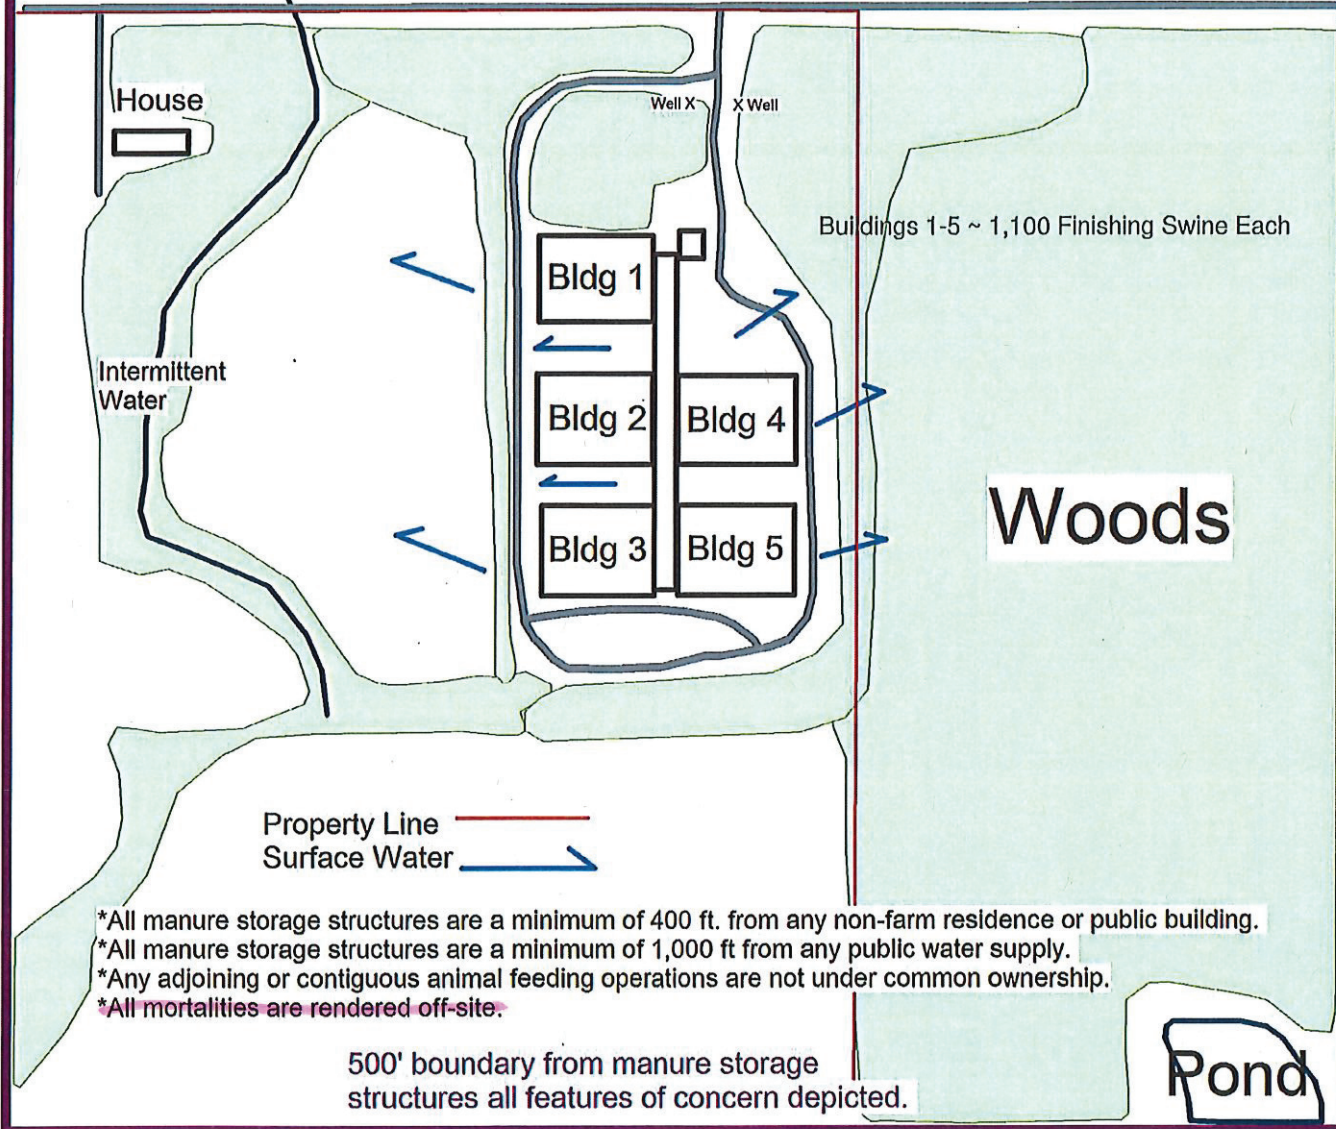 House
Well X
X Well
Buildings 1-5 ~ 1,100 Finishing Swine Each
Bldg 1
Intermittent
Water
Bldg 2
Bldg 4
Woods
Bldg 3
Bldg 5
Property Line
Surface Water
*All manure storage structures are a minimum of 400 ft. from any non-farm residence or public building.
*All manure storage structures are a minimum of 1,000 ft from any public water supply.
*Any adjoining or contiguous animal feeding operations are not under common ownership.
*All mortalities are rendered off-site.
500' boundary from manure storage
structures all features of concern depicted.
Pond